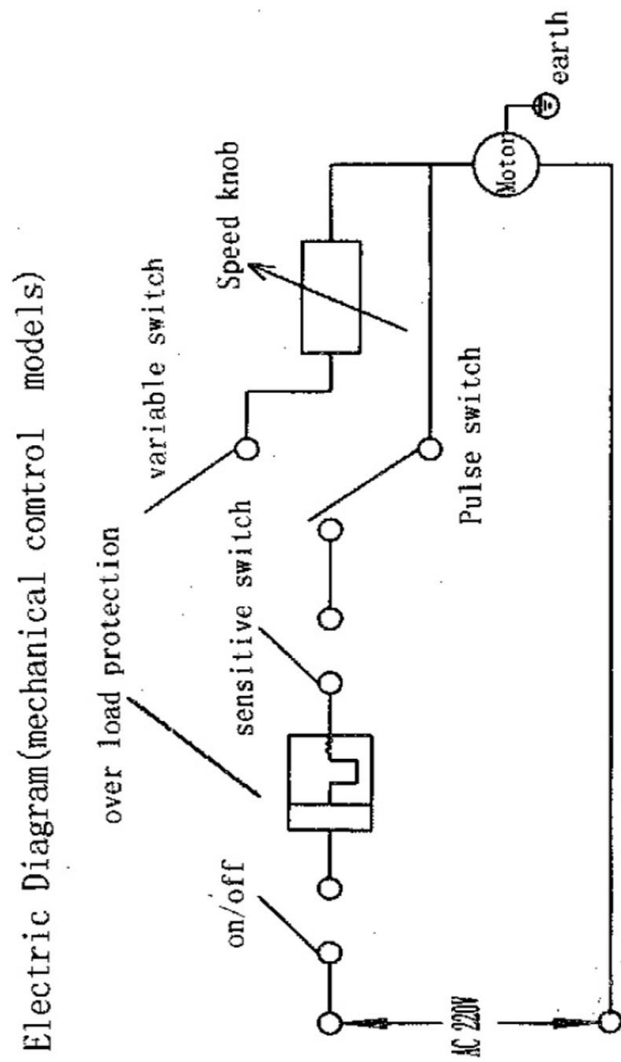 Electric Diagram(mechanical comtrol models)
over load protection
variable switch
sensitive switch
Speed knob
on/off
Pulse switch
AC 220V
Motor
earth